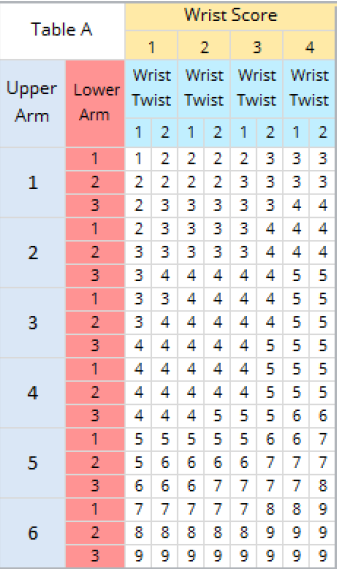 Table A Wrist Score
1 2 3 4
Upper Arm Lower Arm Wrist Twist Wrist Twist Wrist Twist Wrist Twist
1 2 1 2 1 2 1 2
1 1 1 2 2 2 2 3 3 3
2 2 2 2 2 3 3 3 3
3 2 3 3 3 3 3 4 4
2 1 2 3 3 3 3 4 4 4
2 3 3 3 3 3 4 4 4
3 3 4 4 4 4 4 5 5
3 1 3 3 4 4 4 4 5 5
2 3 4 4 4 4 4 5 5
3 4 4 4 4 4 5 5 5
4 1 4 4 4 4 4 5 5 5
2 4 4 4 4 4 5 5 5
3 4 4 4 5 5 5 6 6
5 1 5 5 5 5 5 6 6 7
2 5 6 6 6 6 7 7 7
3 6 6 6 7 7 7 7 8
6 1 7 7 7 7 7 8 8 9
2 8 8 8 8 8 9 9 9
3 9 9 9 9 9 9 9 9